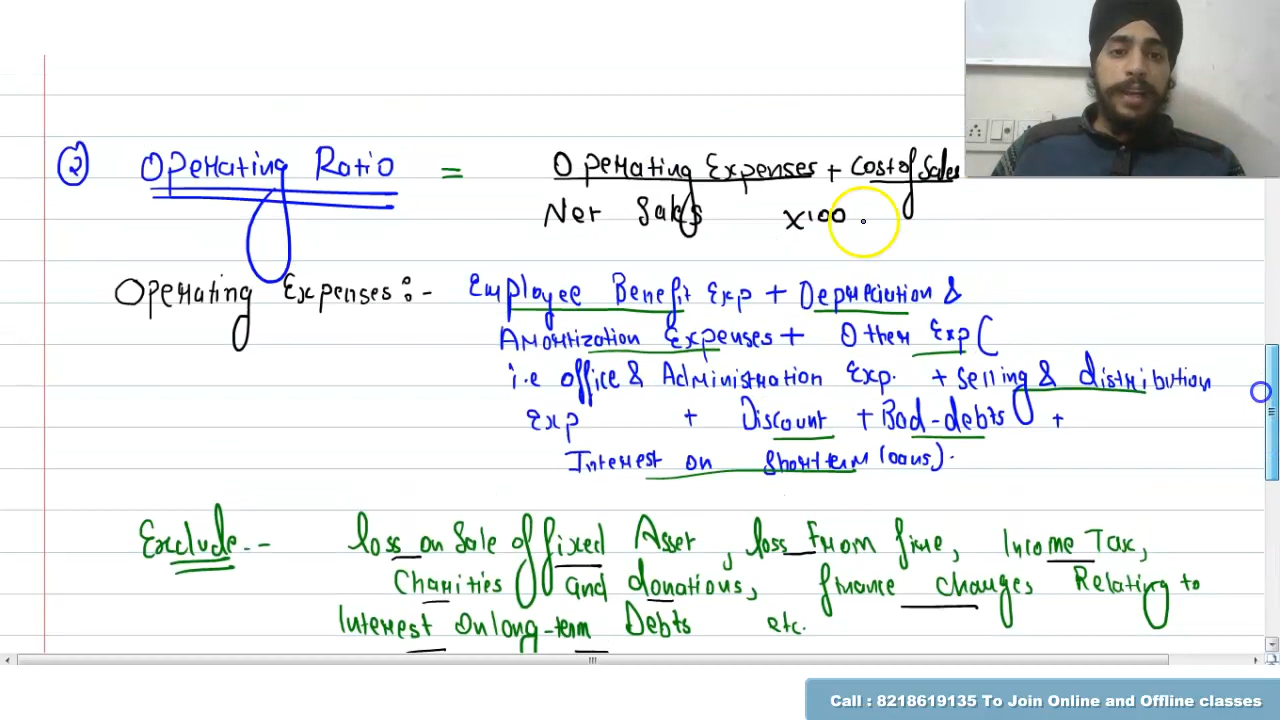 ② Operating Ratio = Operating Expenses + Cost of Sales
Net Sales x100
Operating Expenses:- Employee Benefit Exp + Depreciation &
Amortization Expenses + Other Exp(
i.e office & Administration Exp. + Selling & distribution
Exp + Discount + Bad-debts +
Interest on Short term loans).
Exclude.- loss on Sale of fixed Asset, loss From fire, Income Tax,
Charities and donations, finance charges Relating to
Interest On long-term Debts etc.
Call : 8218619135 To Join Online and Offline classes